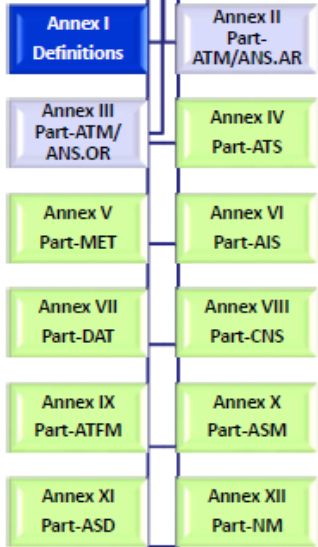 Annex I
Definitions
Annex II
Part-
ATM/ANS.AR
Annex III
Part-ATM/
ANS.OR
Annex IV
Part-ATS
Annex V
Part-MET
Annex VI
Part-AIS
Annex VII
Part-DAT
Annex VIII
Part-CNS
Annex IX
Part-ATFM
Annex X
Part-ASM
Annex XI
Part-ASD
Annex XII
Part-NM